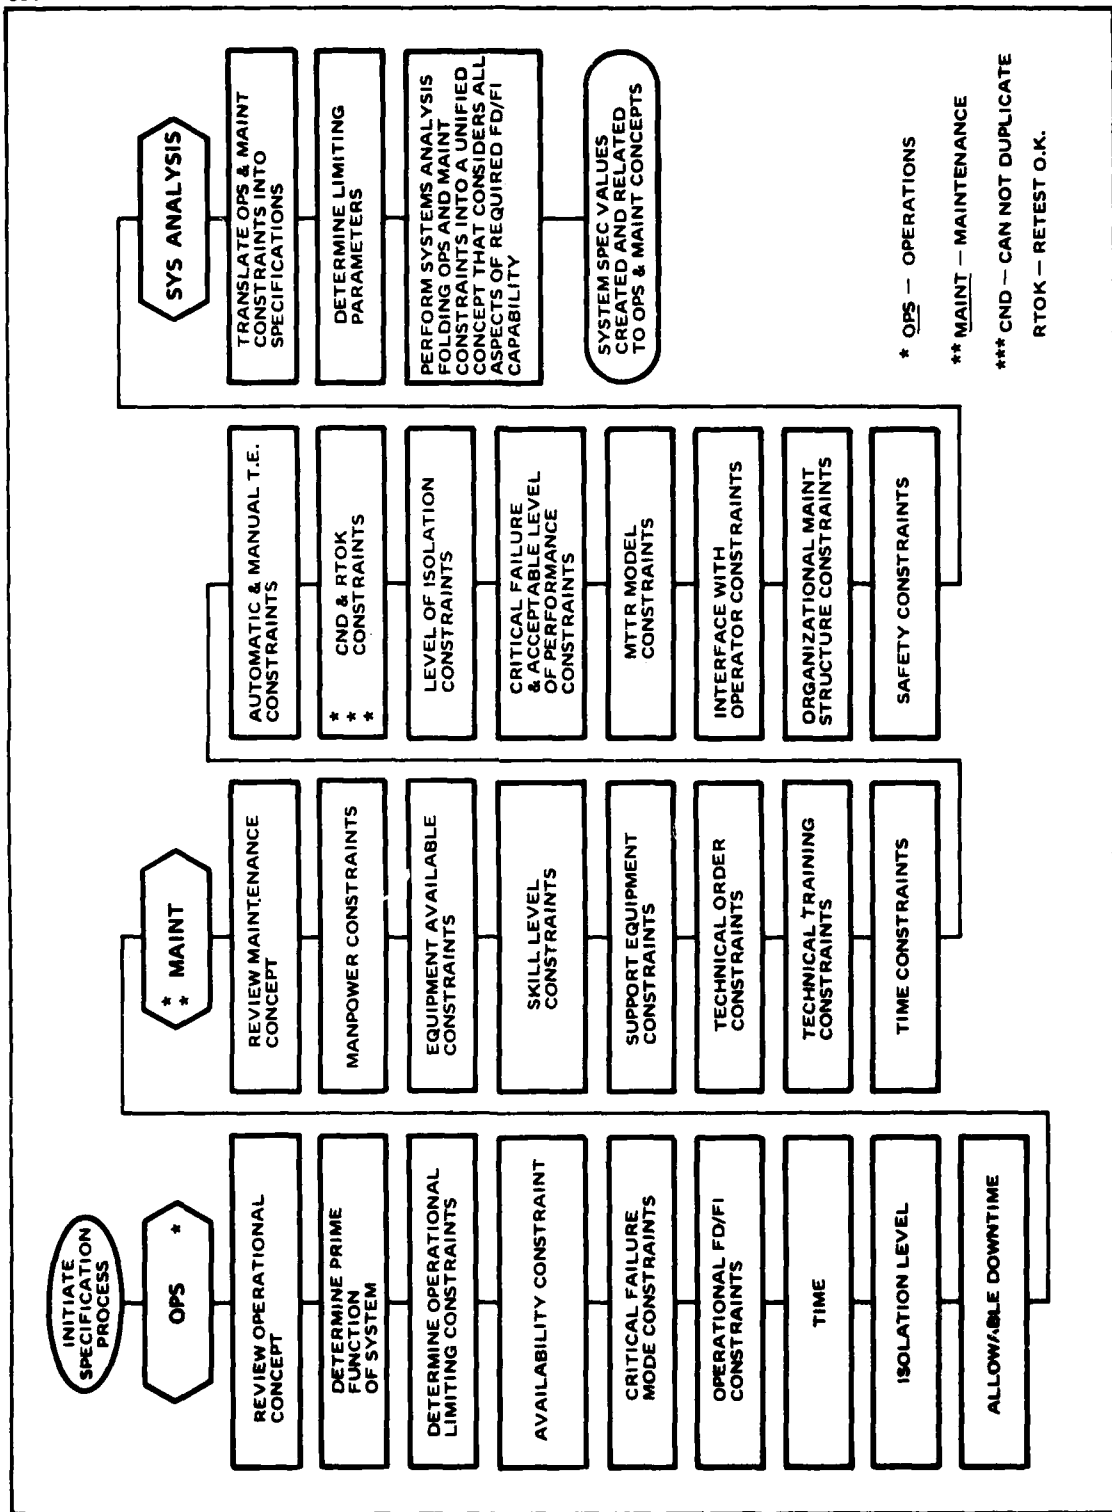 INITIATE
SPECIFICATION
PROCESS
OPS *
REVIEW OPERATIONAL
CONCEPT
DETERMINE PRIME
FUNCTION
OF SYSTEM
DETERMINE OPERATIONAL
LIMITING CONSTRAINTS
AVAILABILITY CONSTRAINT
CRITICAL FAILURE
MODE CONSTRAINTS
OPERATIONAL FD/FI
CONSTRAINTS
TIME
ISOLATION LEVEL
ALLOWABLE DOWNTIME
** MAINT
REVIEW MAINTENANCE
CONCEPT
MANPOWER CONSTRAINTS
EQUIPMENT AVAILABLE
CONSTRAINTS
SKILL LEVEL
CONSTRAINTS
SUPPORT EQUIPMENT
CONSTRAINTS
TECHNICAL ORDER
CONSTRAINTS
TECHNICAL TRAINING
CONSTRAINTS
TIME CONSTRAINTS
AUTOMATIC & MANUAL T.E.
CONSTRAINTS
*** CND & RTOK
CONSTRAINTS
LEVEL OF ISOLATION
CONSTRAINTS
CRITICAL FAILURE
& ACCEPTABLE LEVEL
OF PERFORMANCE
CONSTRAINTS
MTTR MODEL
CONSTRAINTS
INTERFACE WITH
OPERATOR CONSTRAINTS
ORGANIZATIONAL MAINT
STRUCTURE CONSTRAINTS
SAFETY CONSTRAINTS
SYS ANALYSIS
TRANSLATE OPS & MAINT
CONSTRAINTS INTO
SPECIFICATIONS
DETERMINE LIMITING
PARAMETERS
PERFORM SYSTEMS ANALYSIS
FOLDING OPS AND MAINT
CONSTRAINTS INTO A UNIFIED
CONCEPT THAT CONSIDERS ALL
ASPECTS OF REQUIRED FD/FI
CAPABILITY
SYSTEM SPEC VALUES
CREATED AND RELATED
TO OPS & MAINT CONCEPTS
* OPS – OPERATIONS
** MAINT – MAINTENANCE
*** CND – CAN NOT DUPLICATE
RTOK – RETEST O.K.